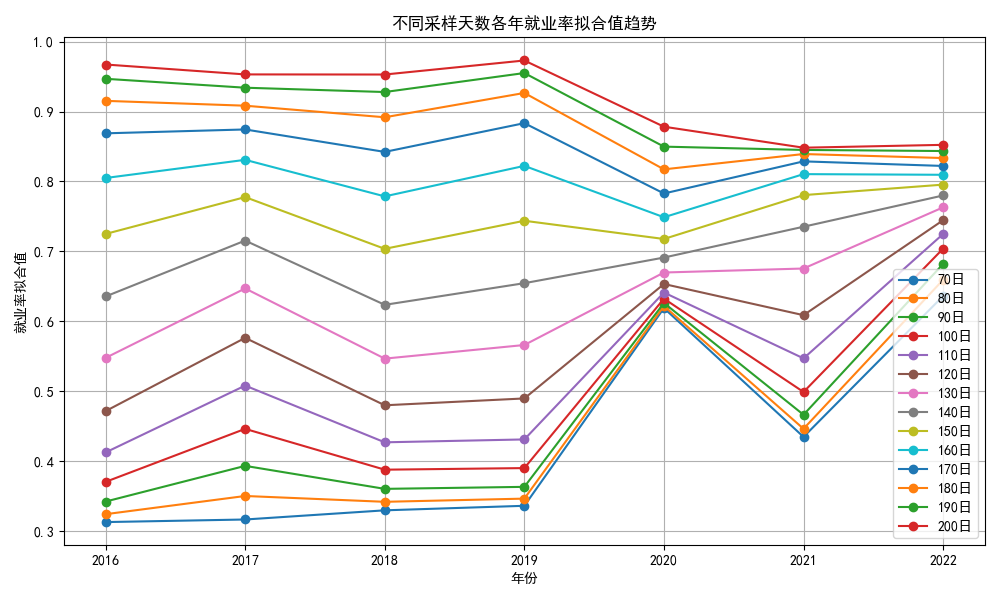 不同采样天数各年就业率拟合值趋势
1.0
0.9
0.8
0.7
0.6
0.5
0.4
0.3
就业率拟合值
2016
2017
2018
2019
2020
2021
2022
年份
70日
80日
90日
100日
110日
120日
130日
140日
150日
160日
170日
180日
190日
200日